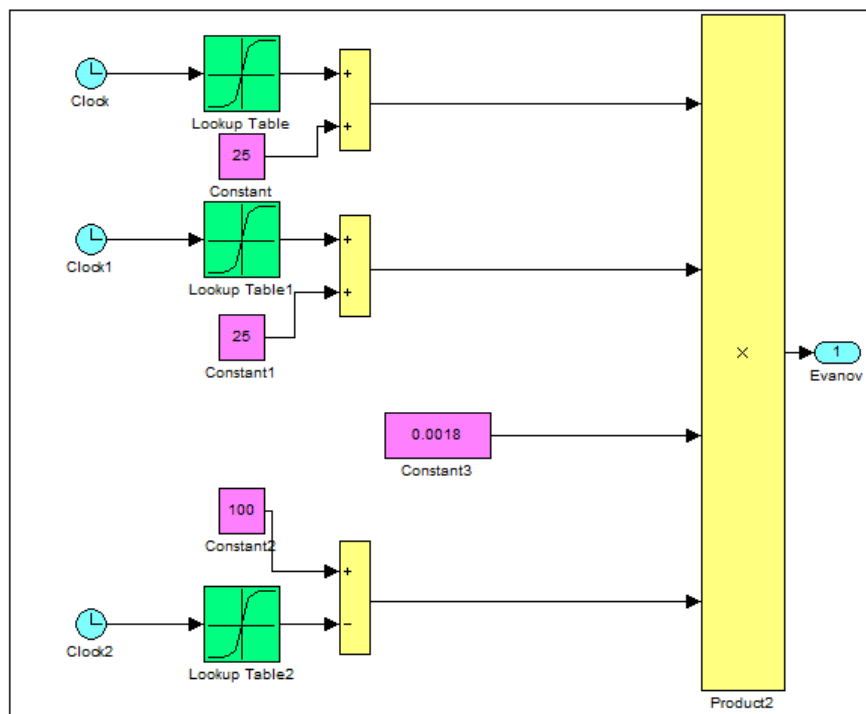 Clock
Lookup Table
+
+
25
Constant
Clock1
Lookup Table1
+
+
25
Constant1
0.0018
Constant3
×
1
Evanov
100
Constant2
+
−
Clock2
Lookup Table2
Product2